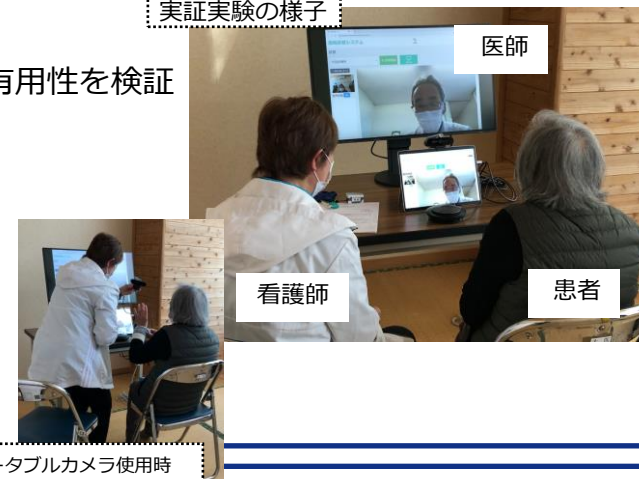 実証実験の様子
有用性を検証
医師
看護師
患者
ータブルカメラ使用時